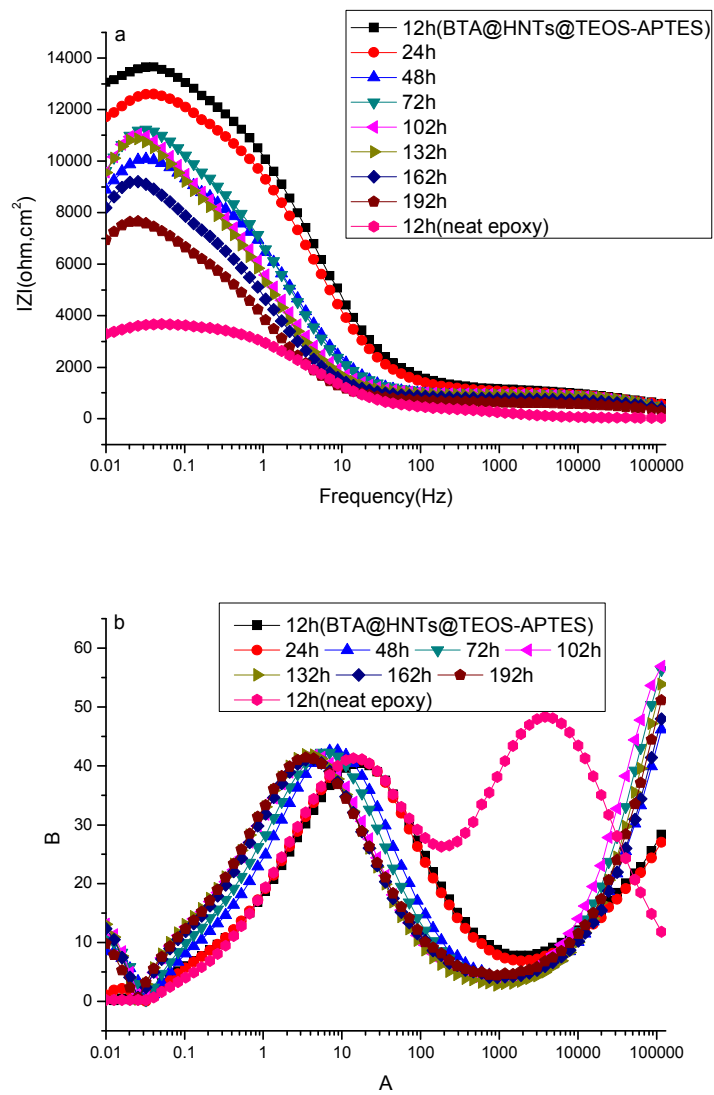 a
12h(BTA@HNTs@TEOS-APTES)
24h
48h
72h
102h
132h
162h
192h
12h(neat epoxy)
14000
12000
10000
8000
6000
4000
2000
0
IZI(ohm,cm²)
0.01 0.1 1 10 100 1000 10000 100000
Frequency(Hz)
b
12h(BTA@HNTs@TEOS-APTES)
24h 48h 72h 102h
132h 162h 192h
12h(neat epoxy)
60
50
40
30
20
10
0
B
0.01 0.1 1 10 100 1000 10000 100000
A